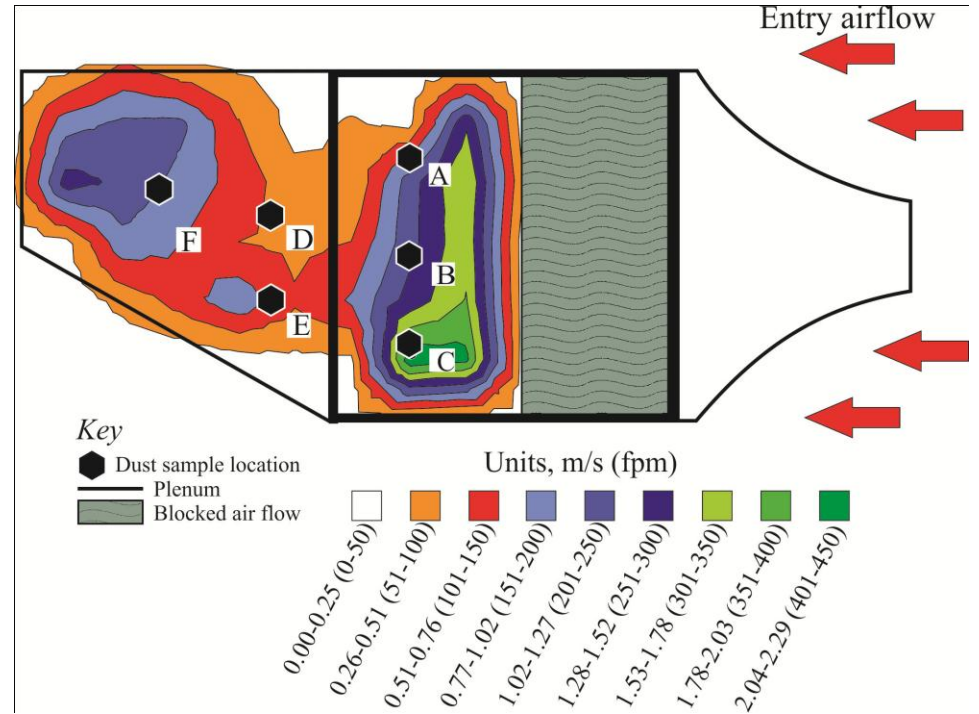 Entry airflow
A
B
C
D
E
F
Key
Dust sample location
Plenum
Blocked air flow
Units, m/s (fpm)
0.00-0.25 (0-50)
0.26-0.51 (51-100)
0.51-0.76 (101-150)
0.77-1.02 (151-200)
1.02-1.27 (201-250)
1.28-1.52 (251-300)
1.53-1.78 (301-350)
1.78-2.03 (351-400)
2.04-2.29 (401-450)